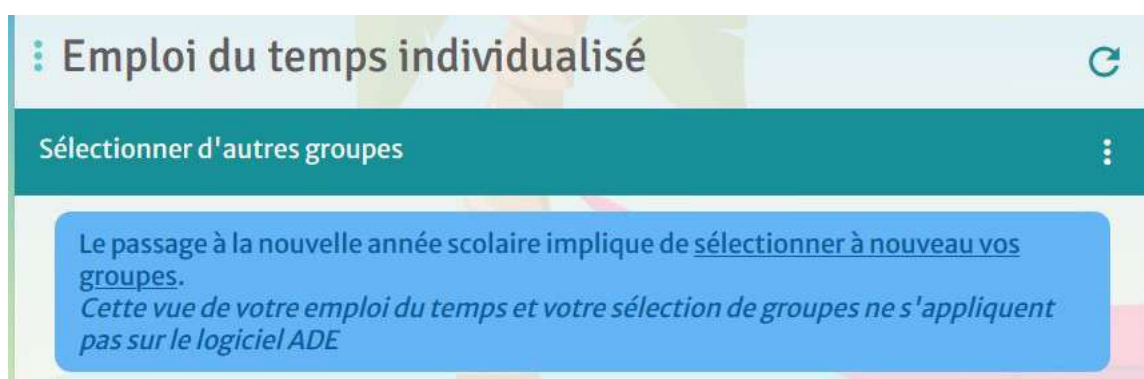 Emploi du temps individualisé
Sélectionner d'autres groupes
Le passage à la nouvelle année scolaire implique de sélectionner à nouveau vos
groupes.
Cette vue de votre emploi du temps et votre sélection de groupes ne s'appliquent
pas sur le logiciel ADE